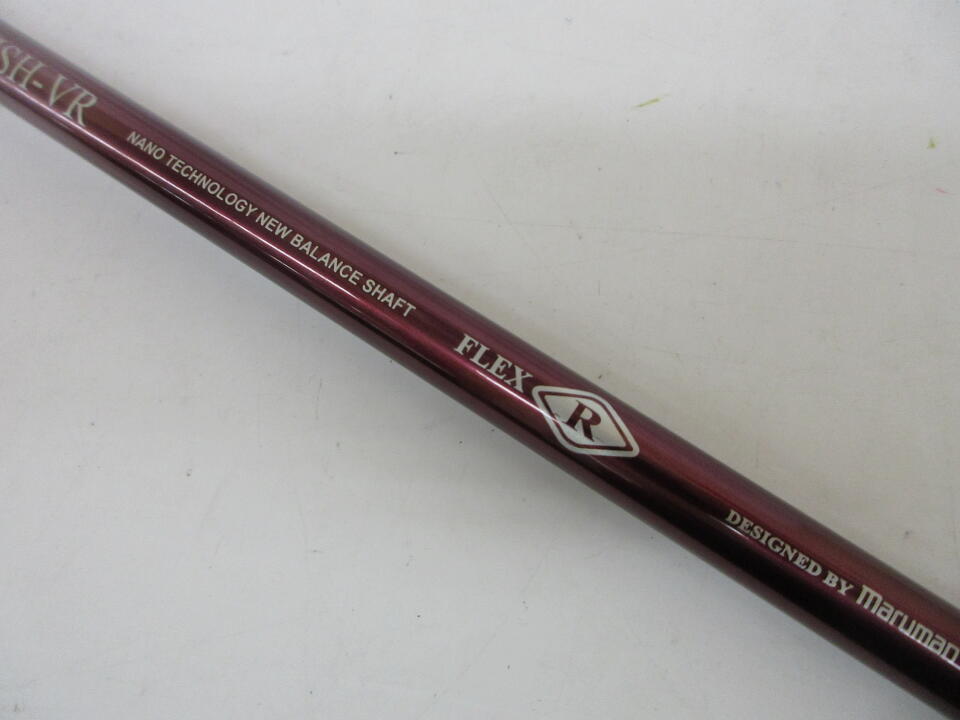 SH-VR
NANO TECHNOLOGY NEW BALANCE SHAFT
FLEX R
DESIGNED BY maruman